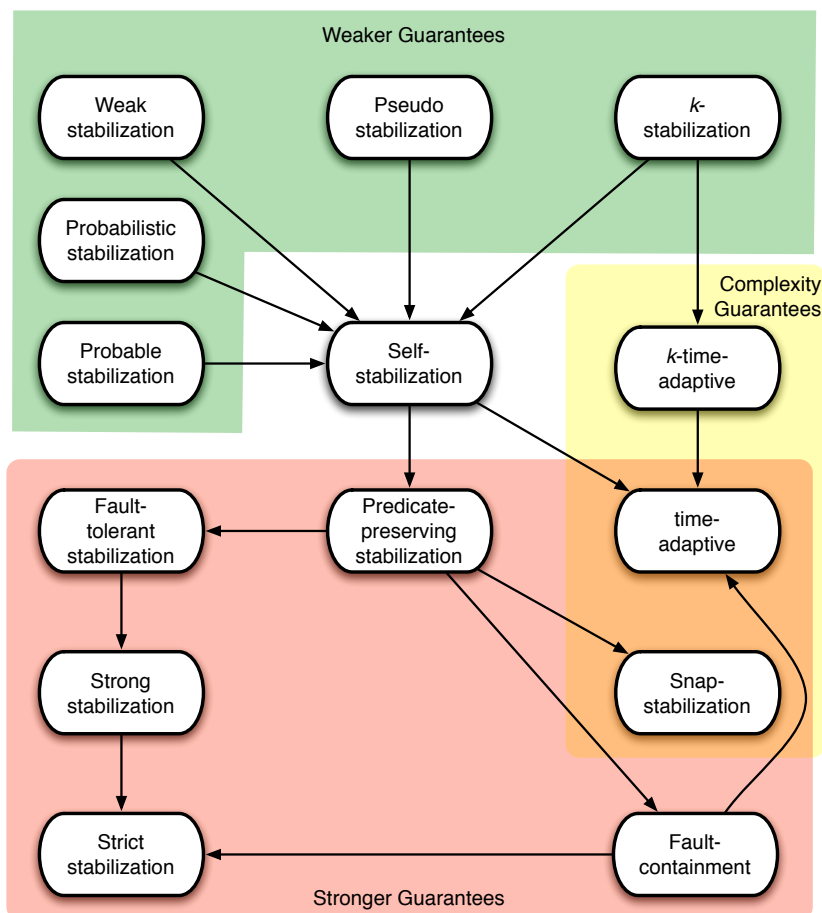 Weaker Guarantees
Weak
stabilization
Pseudo
stabilization
k-
stabilization
Probabilistic
stabilization
Complexity
Guarantees
Probable
stabilization
Self-
stabilization
k-time-
adaptive
Fault-
tolerant
stabilization
Predicate-
preserving
stabilization
time-
adaptive
Strong
stabilization
Snap-
stabilization
Strict
stabilization
Fault-
containment
Stronger Guarantees